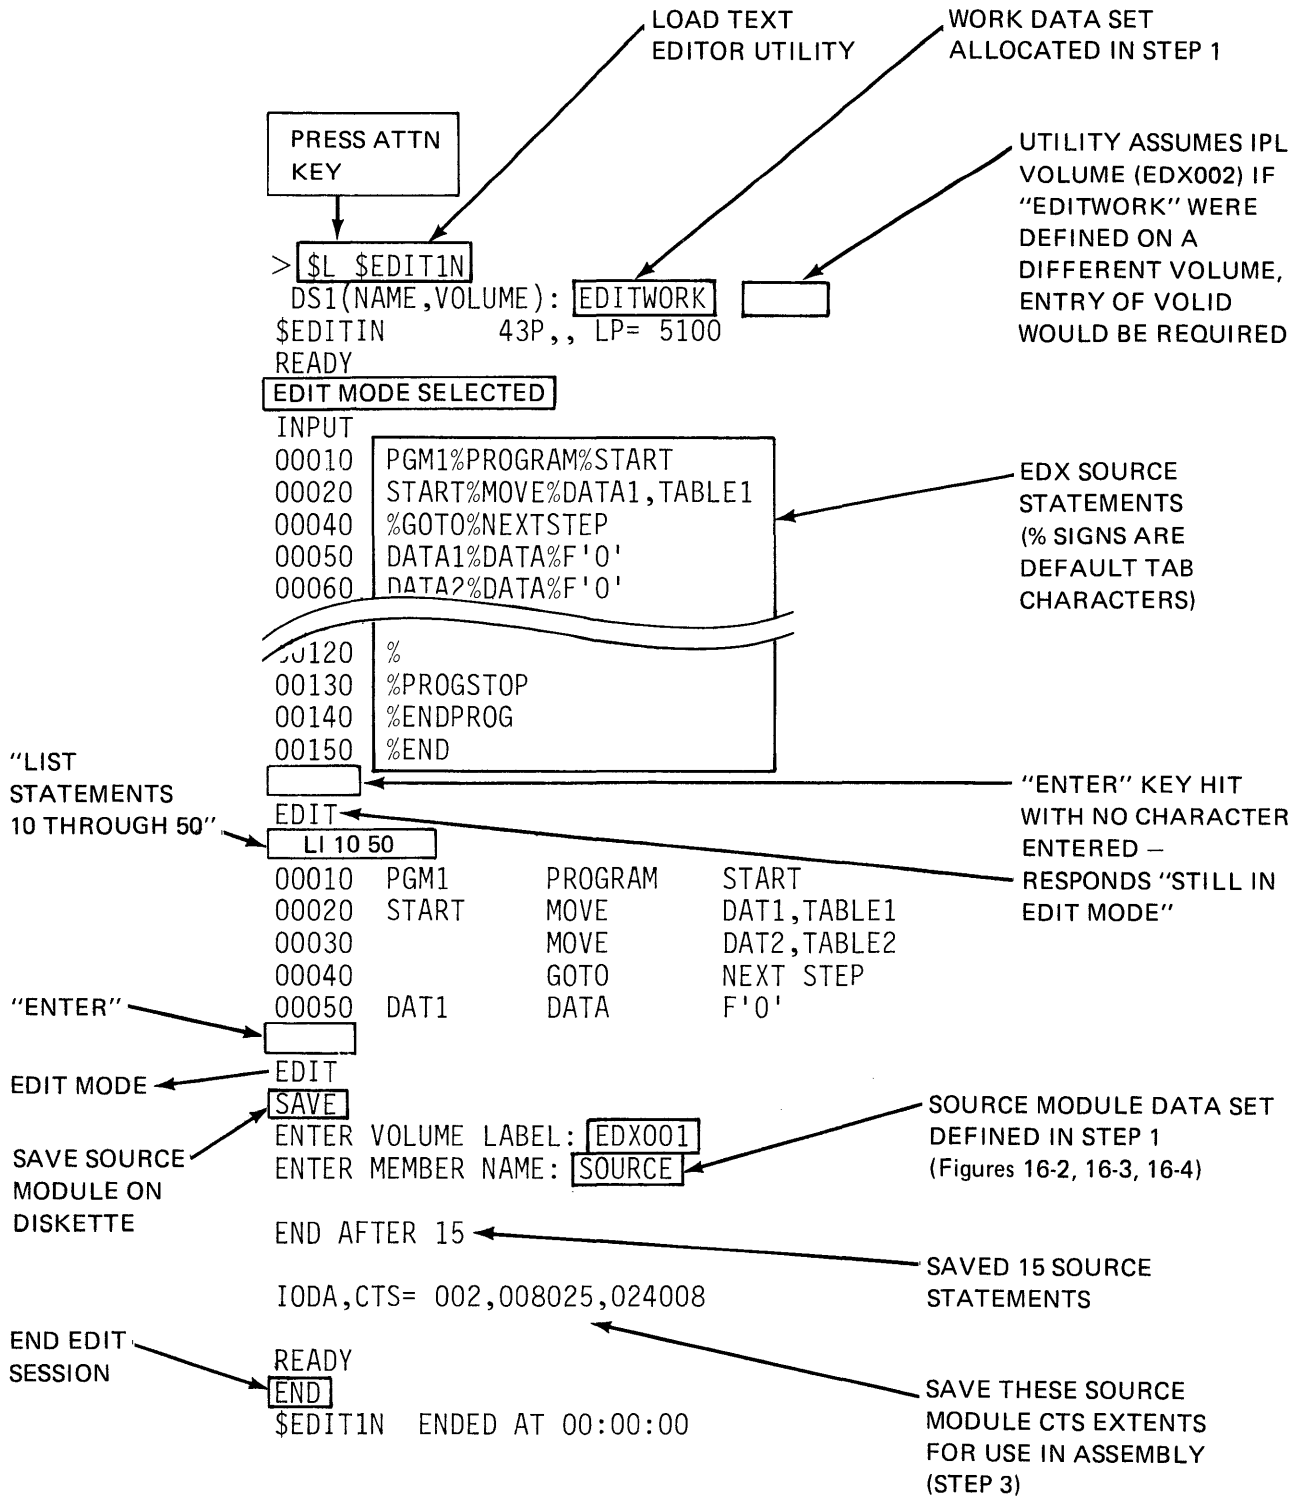 LOAD TEXT
EDITOR UTILITY
WORK DATA SET
ALLOCATED IN STEP 1
PRESS ATTN
KEY
UTILITY ASSUMES IPL
VOLUME (EDX002) IF
"EDITWORK" WERE
DEFINED ON A
DIFFERENT VOLUME,
ENTRY OF VOLID
WOULD BE REQUIRED
> $L $EDIT1N
DS1(NAME,VOLUME): EDITWORK
$EDITIN 43P,, LP= 5100
READY
EDIT MODE SELECTED
INPUT
00010 PGM1%PROGRAM%START
00020 START%MOVE%DATA1,TABLE1
00040 %GOTO%NEXTSTEP
00050 DATA1%DATA%F'0'
00060 DATA2%DATA%F'0'
EDX SOURCE
STATEMENTS
(% SIGNS ARE
DEFAULT TAB
CHARACTERS)
00120 %
00130 %PROGSTOP
00140 %ENDPROG
00150 %END
"LIST
STATEMENTS
10 THROUGH 50"
"ENTER" KEY HIT
WITH NO CHARACTER
ENTERED —
RESPONDS "STILL IN
EDIT MODE"
EDIT
LI 10 50
00010 PGM1 PROGRAM START
00020 START MOVE DAT1,TABLE1
00030 MOVE DAT2,TABLE2
00040 GOTO NEXT STEP
00050 DAT1 DATA F'0'
"ENTER"
EDIT MODE
EDIT
SAVE
SAVE SOURCE
MODULE ON
DISKETTE
ENTER VOLUME LABEL: EDX001
ENTER MEMBER NAME: SOURCE
SOURCE MODULE DATA SET
DEFINED IN STEP 1
(Figures 16-2, 16-3, 16-4)
END AFTER 15
SAVED 15 SOURCE
STATEMENTS
IODA,CTS= 002,008025,024008
END EDIT
SESSION
READY
END
$EDIT1N ENDED AT 00:00:00
SAVE THESE SOURCE
MODULE CTS EXTENTS
FOR USE IN ASSEMBLY
(STEP 3)